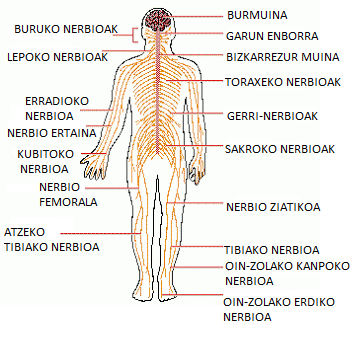 BURMUINA
BURUKO NERBIOAK
GARUN ENBORRA
LEPOKO NERBIOAK
BIZKARREZUR MUINA
TORAXEKO NERBIOAK
ERRADIOKO
NERBIOA
GERRI-NERBIOAK
NERBIO ERTAINA
SAKROKO NERBIOAK
KUBITOKO
NERBIOA
NERBIO
FEMORALA
NERBIO ZIATIKOA
ATZEKO
TIBIAKO NERBIOA
TIBIAKO NERBIOA
OIN-ZOLAKO KANPOKO
NERBIOA
OIN-ZOLAKO ERDIKO
NERBIOA